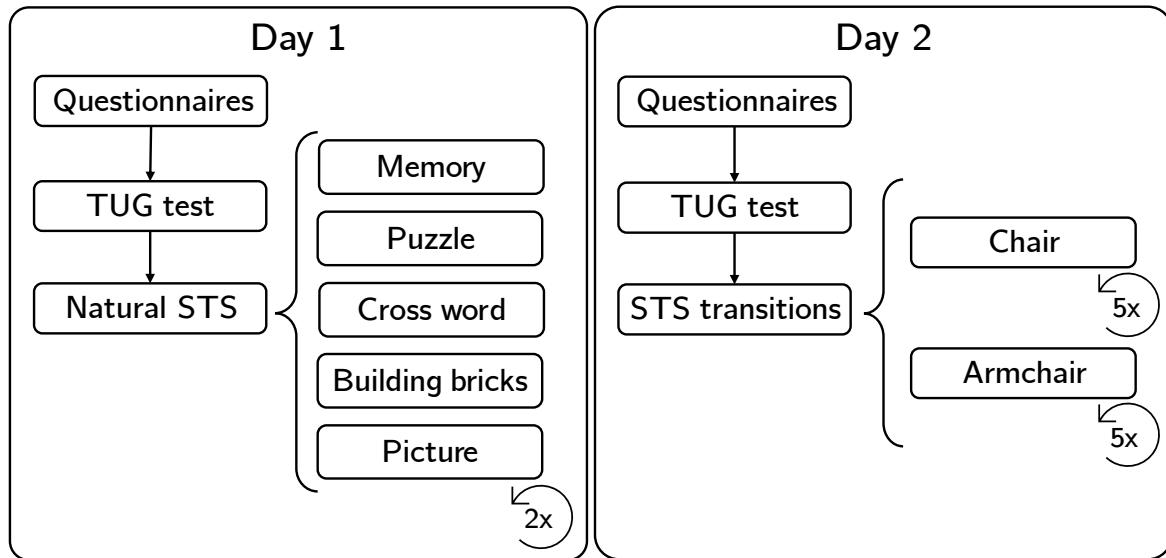 Day 1
Questionnaires
TUG test
Natural STS
Memory
Puzzle
Cross word
Building bricks
Picture
2x
Day 2
Questionnaires
TUG test
STS transitions
Chair
5x
Armchair
5x